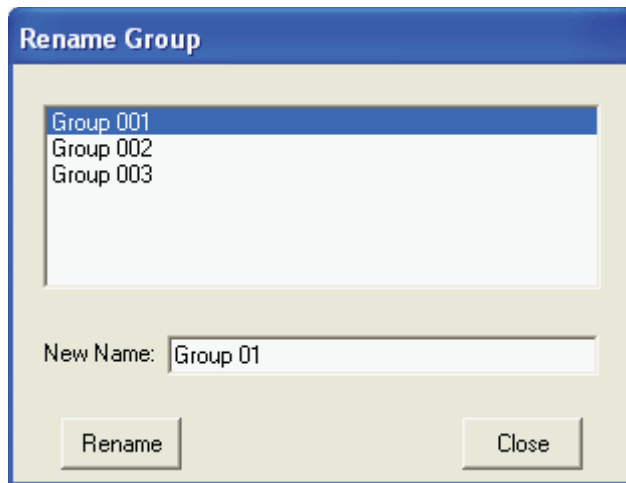 Rename Group
Group 001
Group 002
Group 003
New Name: Group 01
Rename Close